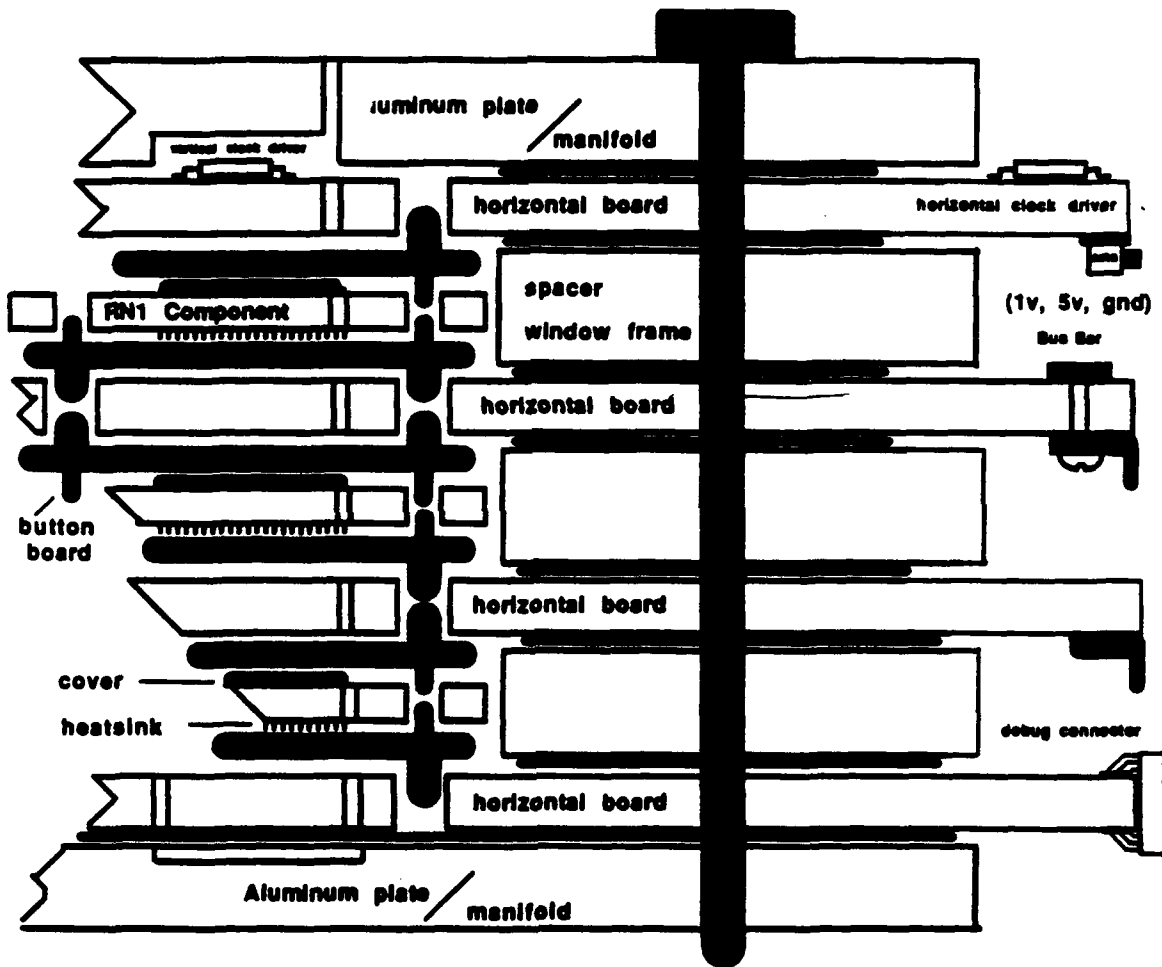 luminum plate
/
manifold
vertical clock driver
horizontal board
horizontal clock driver
RN1 Component
spacer
window frame
(1v, 5v, gnd)
Bus Bar
horizontal board
button
board
horizontal board
cover
heatsink
debug connector
horizontal board
Aluminum plate
/
manifold